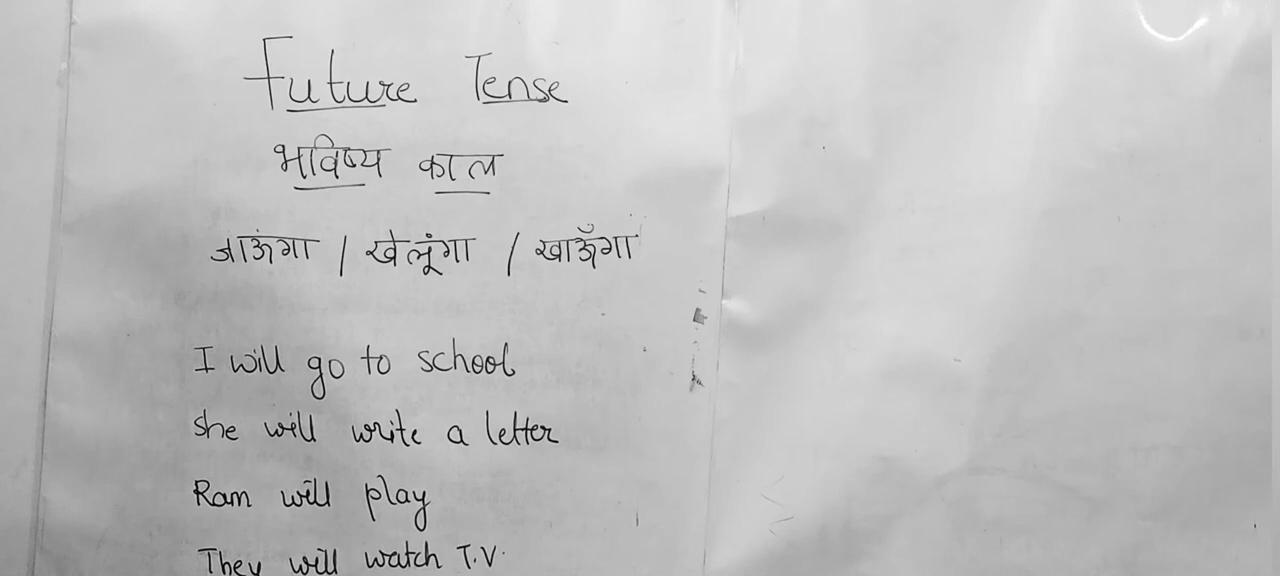 Future Tense
भविष्य काल
जाऊंगा / खेलूंगा / खाऊँगा
I will go to school
She will write a letter
Ram will play
They will watch T.V.